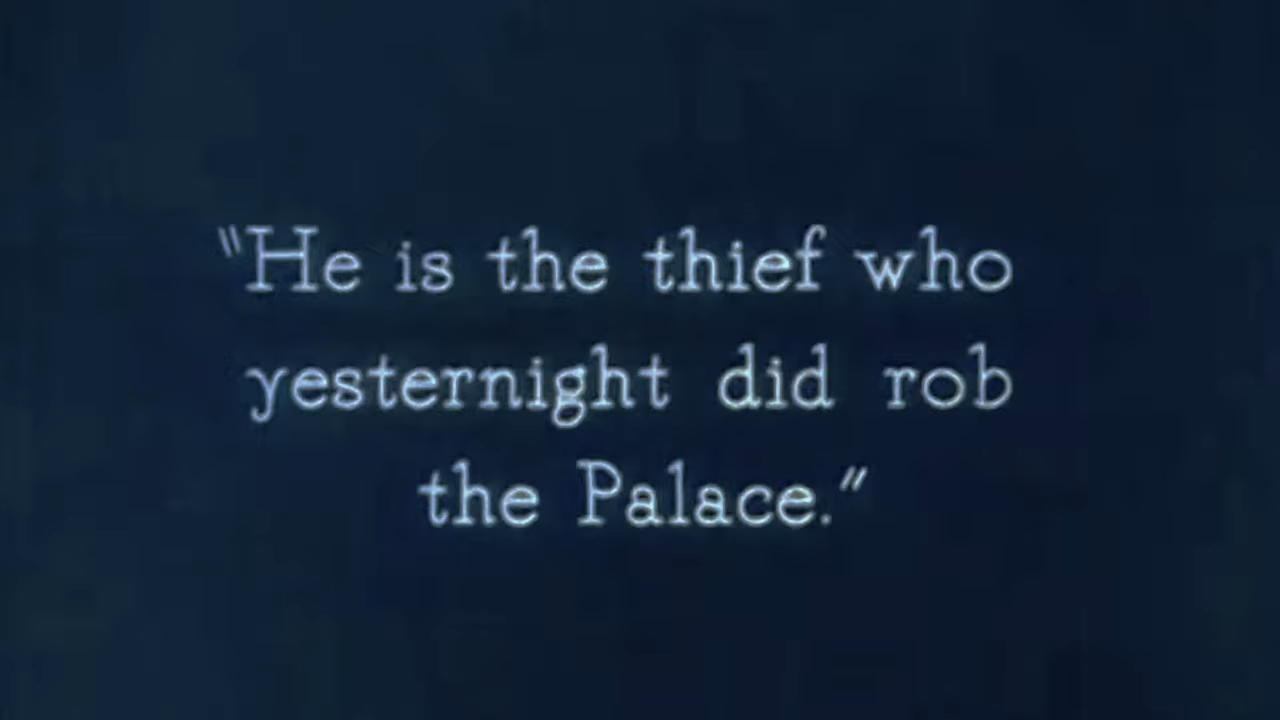 "He is the thief who
yesternight did rob
the Palace."